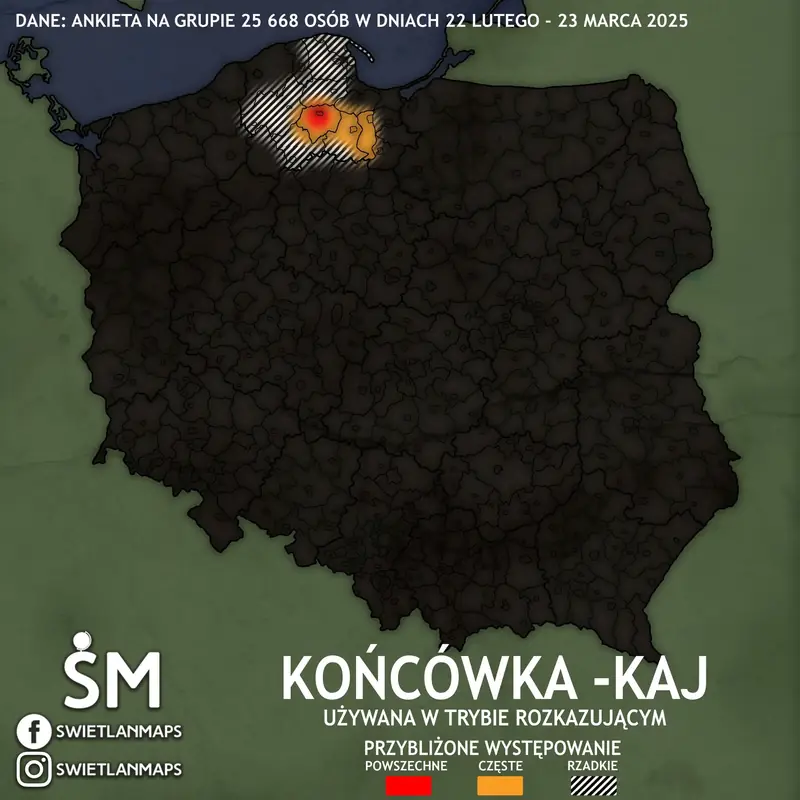 DANE: ANKIETA NA GRUPIE 25 668 OSÓB W DNIACH 22 LUTEGO - 23 MARCA 2025
ŚM
SWIETLANMAPS
SWIETLANMAPS
KOŃCÓWKA -KAJ
UŻYWANA W TRYBIE ROZKAZUJĄCYM
PRZYBLIŻONE WYSTĘPOWANIE
POWSZECHNE CZĘSTE RZADKIE